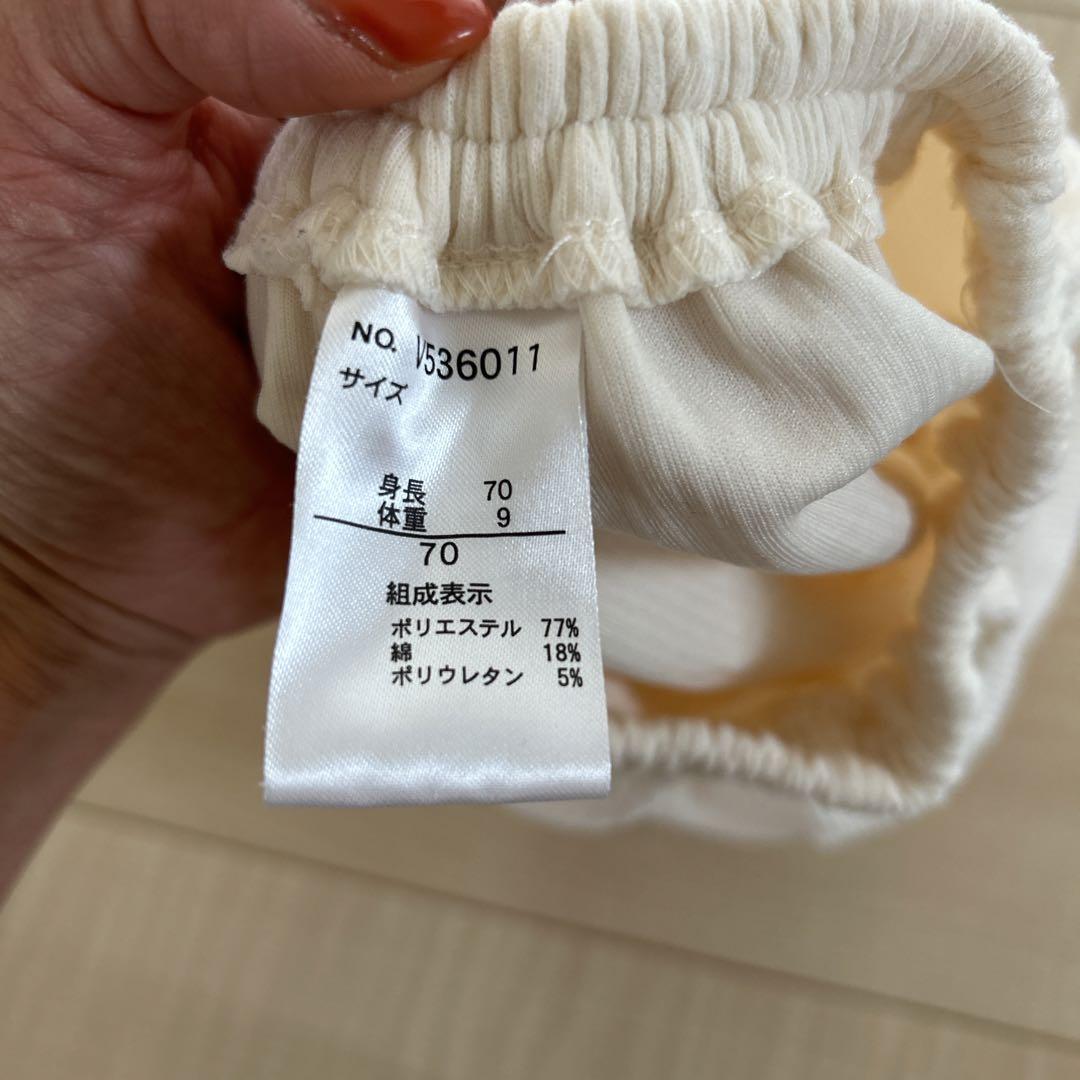 NO. V536011
サイズ
身長 70
体重 9
70
組成表示
ポリエステル 77%
綿 18%
ポリウレタン 5%